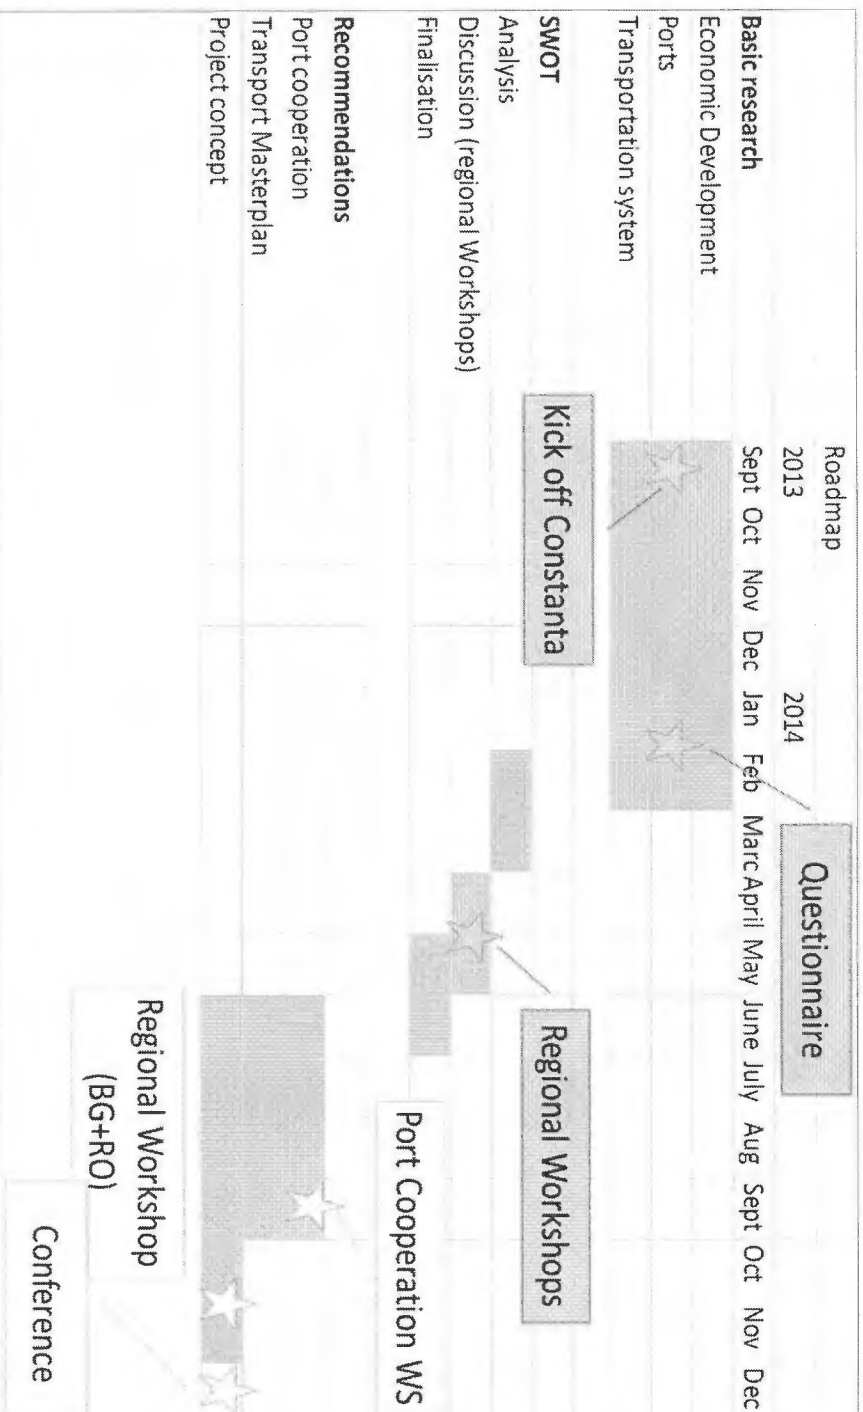 Roadmap
2013 2014
Basic research Sept Oct Nov Dec Jan Feb Marc April May June July Aug Sept Oct Nov Dec
Economic Development
Ports
Transportation system
Questionnaire
Kick off Constanta
SWOT
Analysis
Discussion (regional Workshops)
Finalisation
Regional Workshops
Recommendations
Port cooperation
Transport Masterplan
Project concept
Port Cooperation WS
Regional Workshop
(BG+RO)
Conference